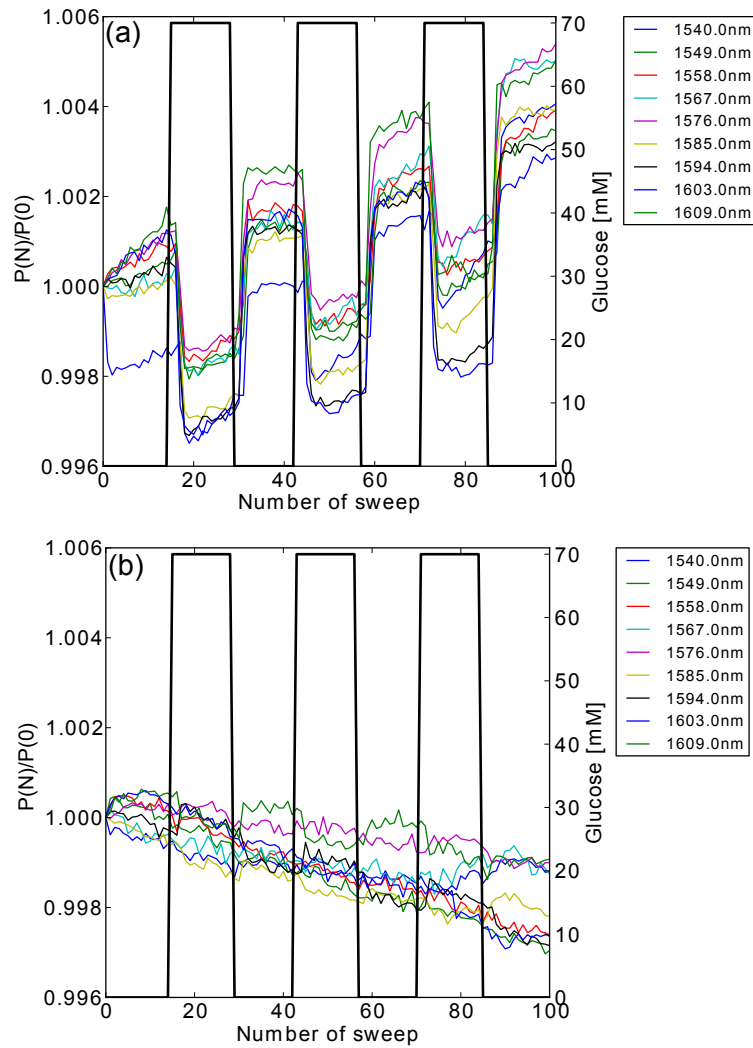 (a)
1.006
1.004
1.002
1.000
0.998
0.996
P(N)/P(0)
0
20
40
60
80
100
Number of sweep
70
60
50
40
30
20
10
0
Glucose [mM]
1540.0nm
1549.0nm
1558.0nm
1567.0nm
1576.0nm
1585.0nm
1594.0nm
1603.0nm
1609.0nm
(b)
1.006
1.004
1.002
1.000
0.998
0.996
P(N)/P(0)
0
20
40
60
80
100
Number of sweep
70
60
50
40
30
20
10
0
Glucose [mM]
1540.0nm
1549.0nm
1558.0nm
1567.0nm
1576.0nm
1585.0nm
1594.0nm
1603.0nm
1609.0nm